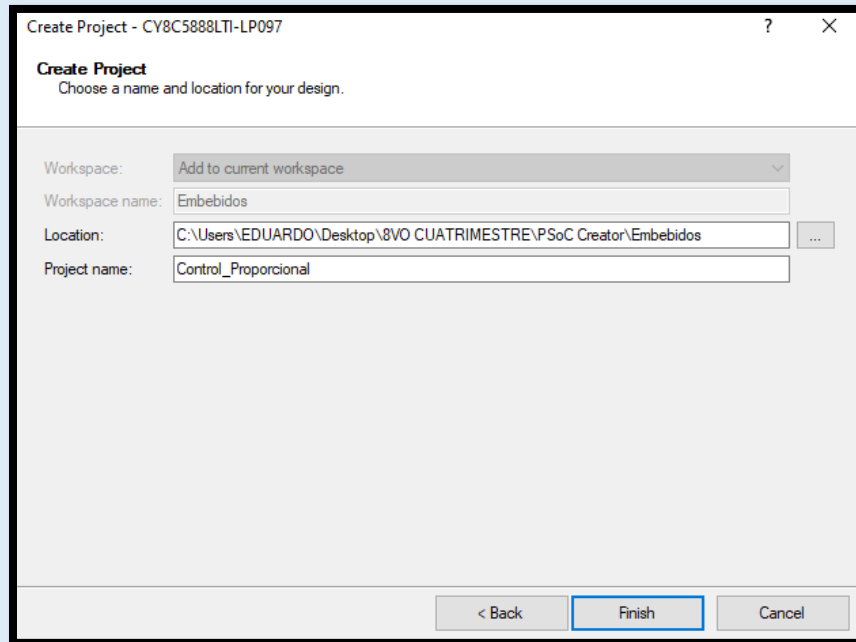 Create Project - CY8C5888LTI-LP097 ? X
Create Project
Choose a name and location for your design.
Workspace: Add to current workspace
Workspace name: Embebidos
Location: C:\Users\EDUARDO\Desktop\8VO CUATRIMESTRE\PSoC Creator\Embebidos ...
Project name: Control_Proporcional
< Back Finish Cancel